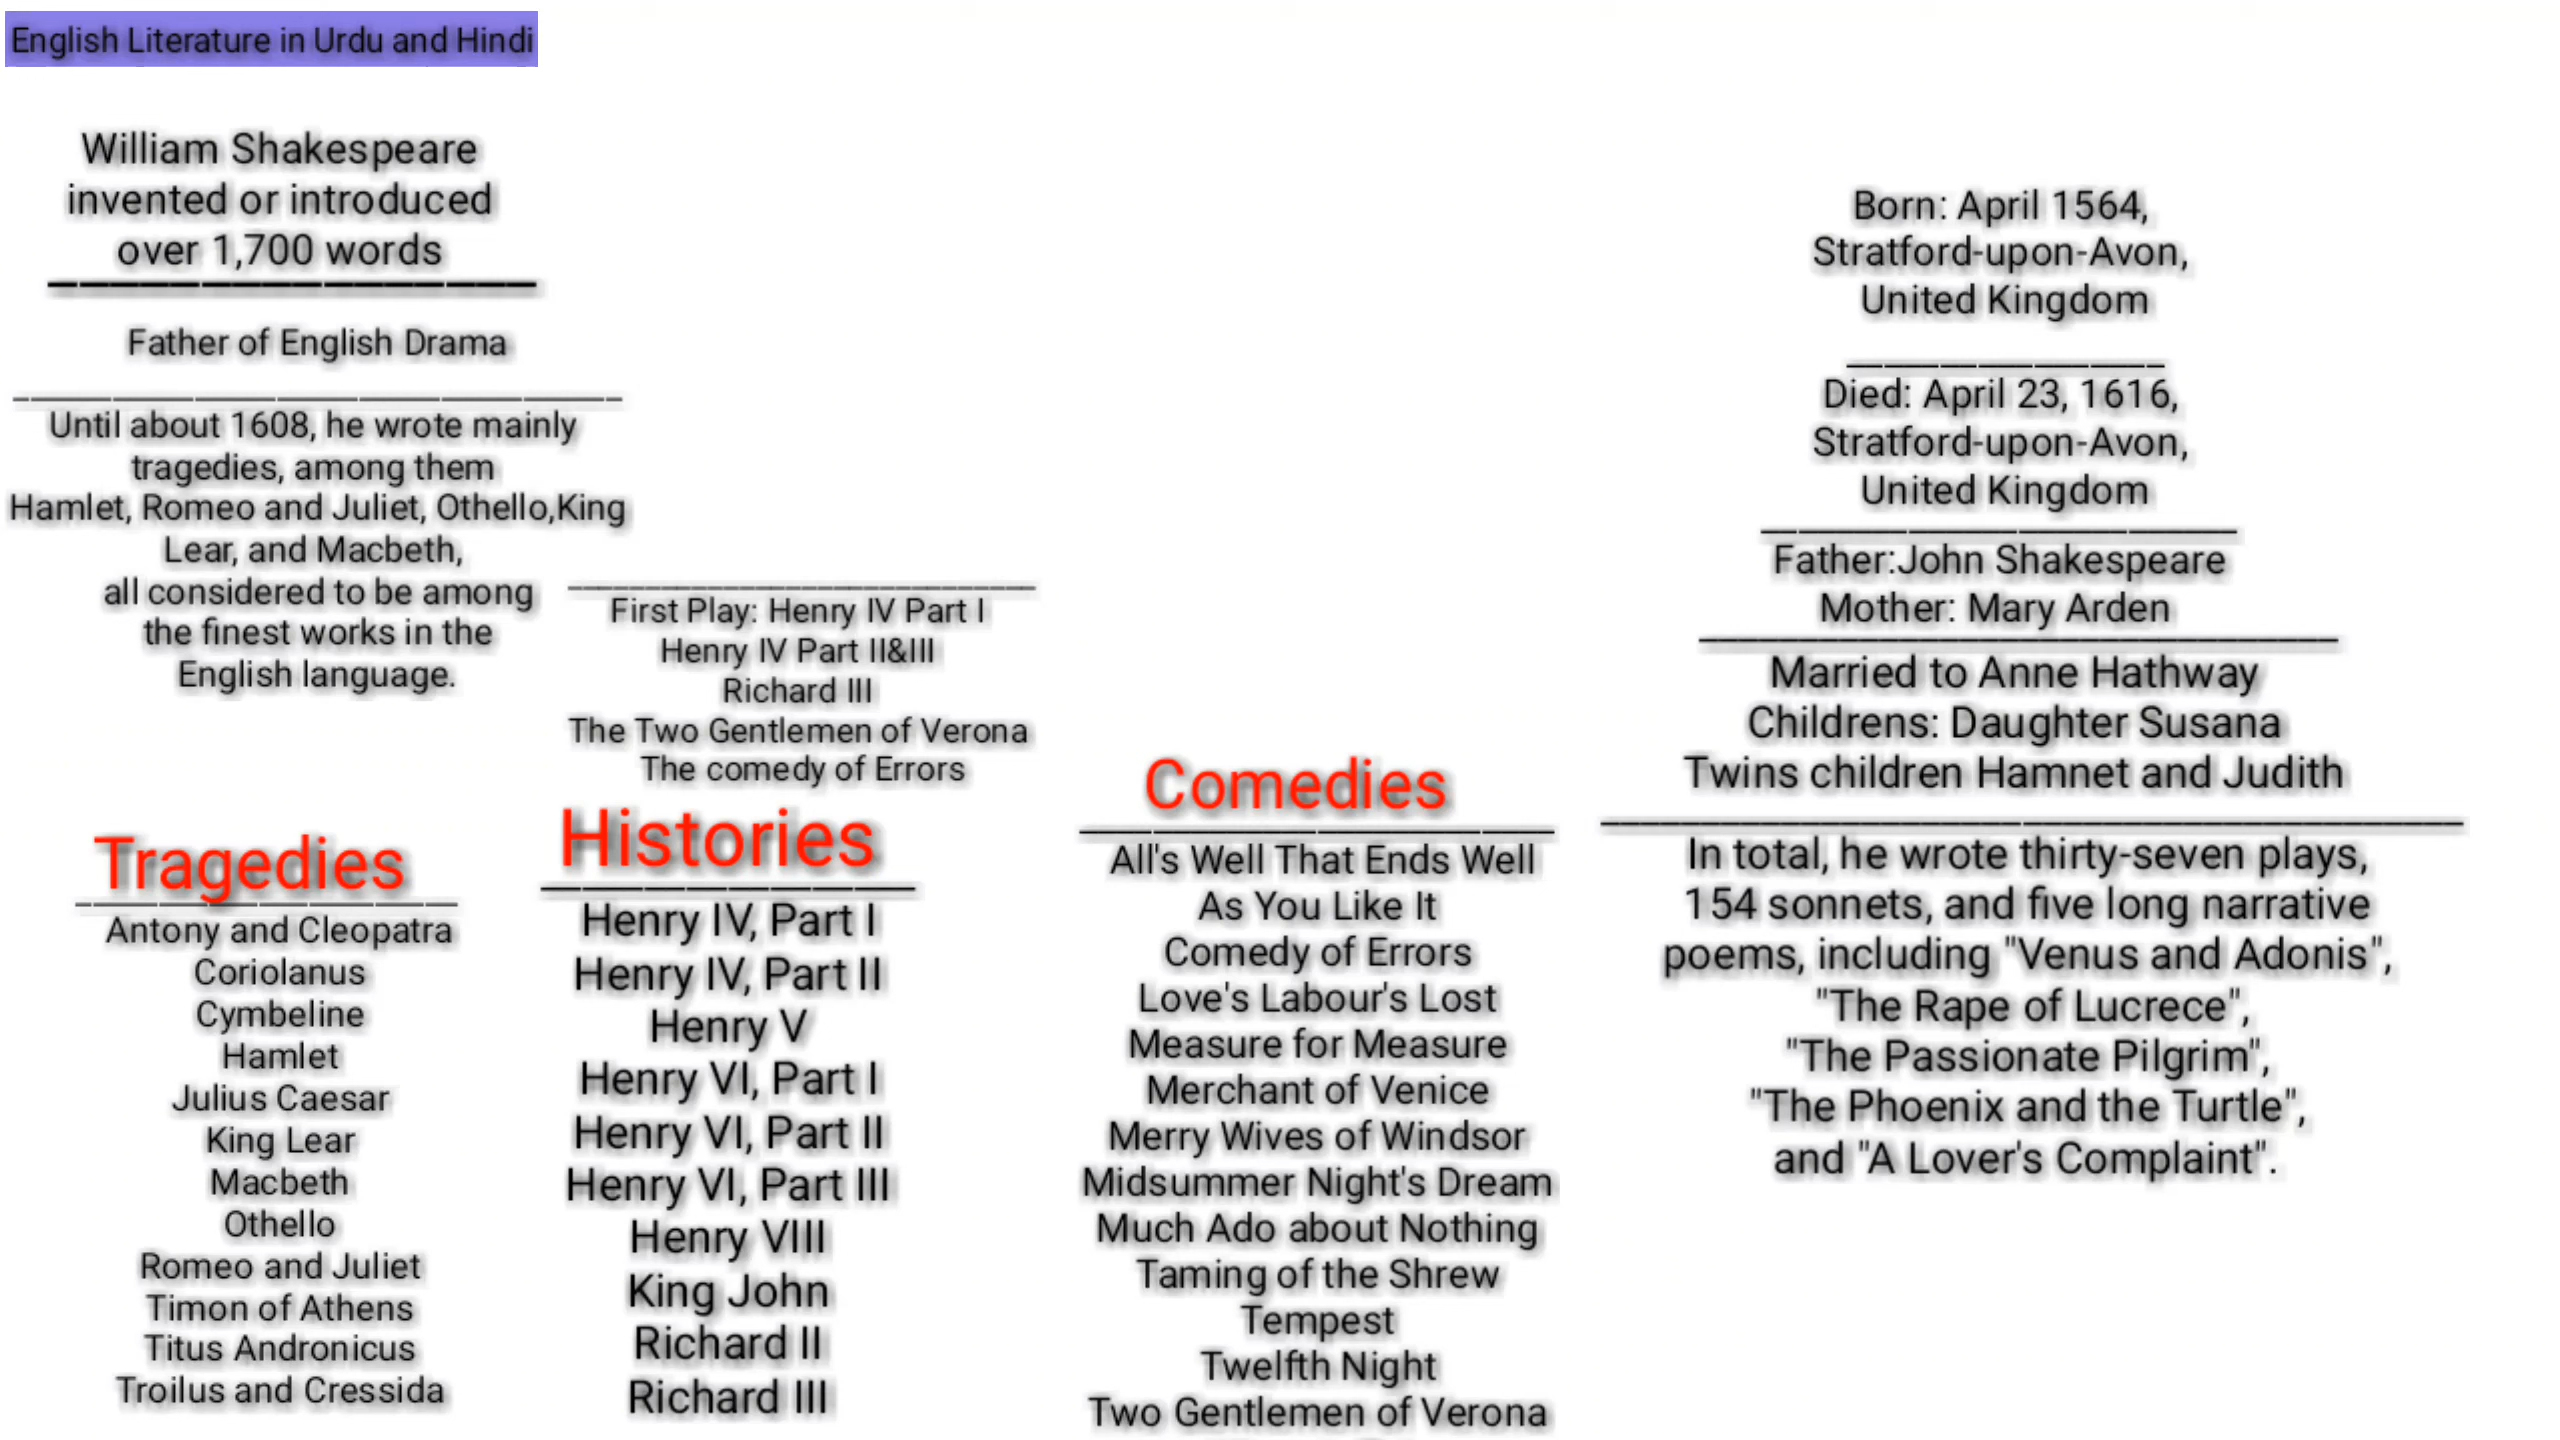 English Literature in Urdu and Hindi
William Shakespeare
invented or introduced
over 1,700 words
Father of English Drama
Until about 1608, he wrote mainly
tragedies, among them
Hamlet, Romeo and Juliet, Othello,King
Lear, and Macbeth,
all considered to be among
the finest works in the
English language.
First Play: Henry IV Part I
Henry IV Part II&III
Richard III
The Two Gentlemen of Verona
The comedy of Errors
Tragedies
Antony and Cleopatra
Coriolanus
Cymbeline
Hamlet
Julius Caesar
King Lear
Macbeth
Othello
Romeo and Juliet
Timon of Athens
Titus Andronicus
Troilus and Cressida
Histories
Henry IV, Part I
Henry IV, Part II
Henry V
Henry VI, Part I
Henry VI, Part II
Henry VI, Part III
Henry VIII
King John
Richard II
Richard III
Comedies
All's Well That Ends Well
As You Like It
Comedy of Errors
Love's Labour's Lost
Measure for Measure
Merchant of Venice
Merry Wives of Windsor
Midsummer Night's Dream
Much Ado about Nothing
Taming of the Shrew
Tempest
Twelfth Night
Two Gentlemen of Verona
Born: April 1564,
Stratford-upon-Avon,
United Kingdom
Died: April 23, 1616,
Stratford-upon-Avon,
United Kingdom
Father:John Shakespeare
Mother: Mary Arden
Married to Anne Hathway
Childrens: Daughter Susana
Twins children Hamnet and Judith
In total, he wrote thirty-seven plays,
154 sonnets, and five long narrative
poems, including "Venus and Adonis",
"The Rape of Lucrece",
"The Passionate Pilgrim",
"The Phoenix and the Turtle",
and "A Lover's Complaint".